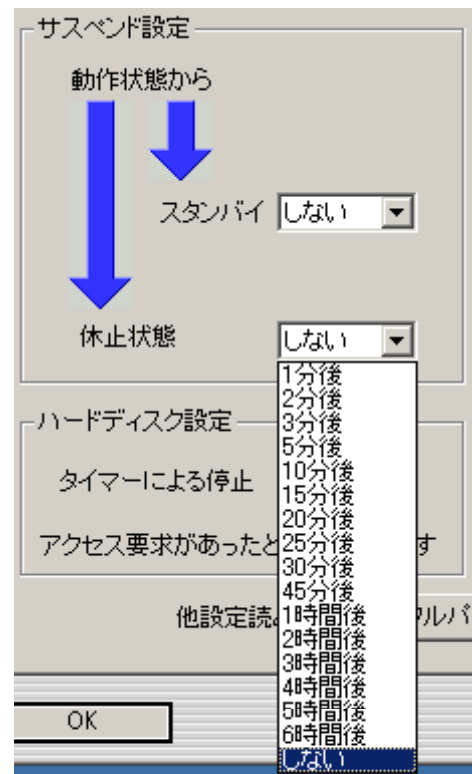 サスペンド設定
動作状態から
スタンバイ しない
休止状態 しない
1分後
2分後
3分後
5分後
10分後
15分後
20分後
25分後
30分後
45分後
1時間後
2時間後
3時間後
4時間後
5時間後
6時間後
しない
ハードディスク設定
タイマーによる停止
アクセス要求があったと
す
他設定読
タルパ
OK